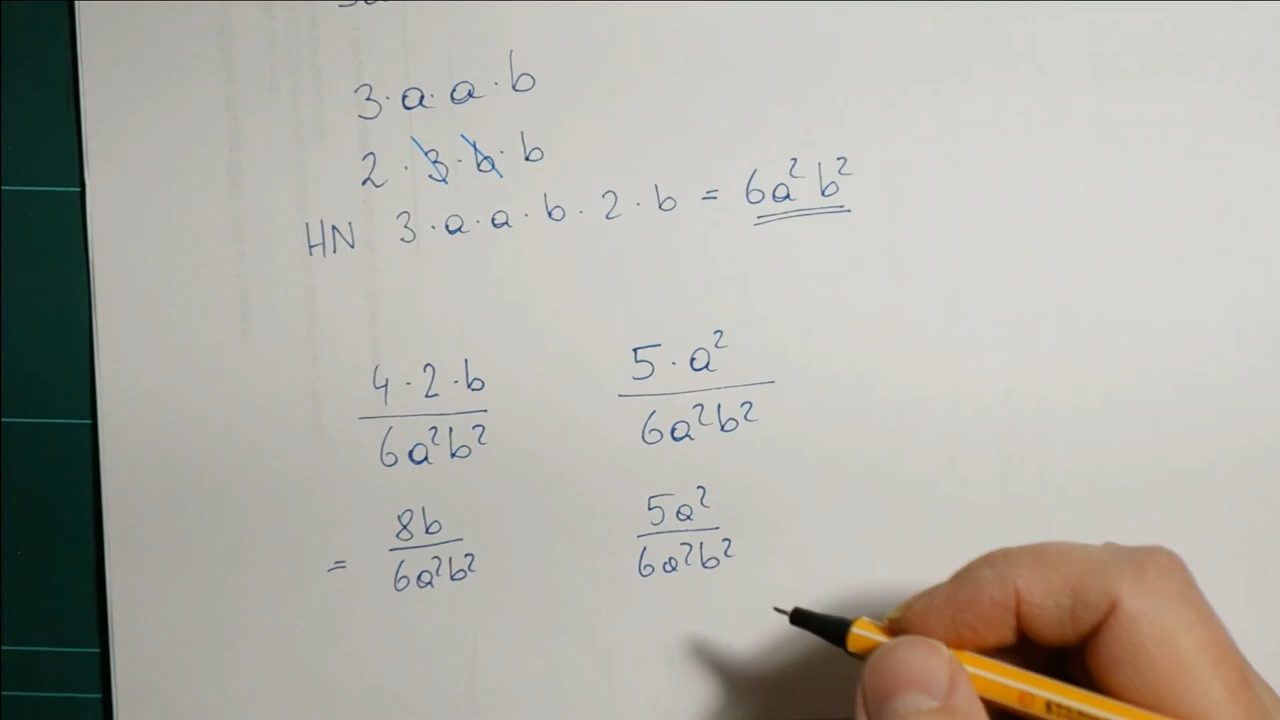 3·a·a·b
2·3·b·b
HN 3·a·a·b·2·b = 6a²b²
4·2·b 5·a²
6a²b² 6a²b²
8b 5a²
= 6a²b² 6a²b²